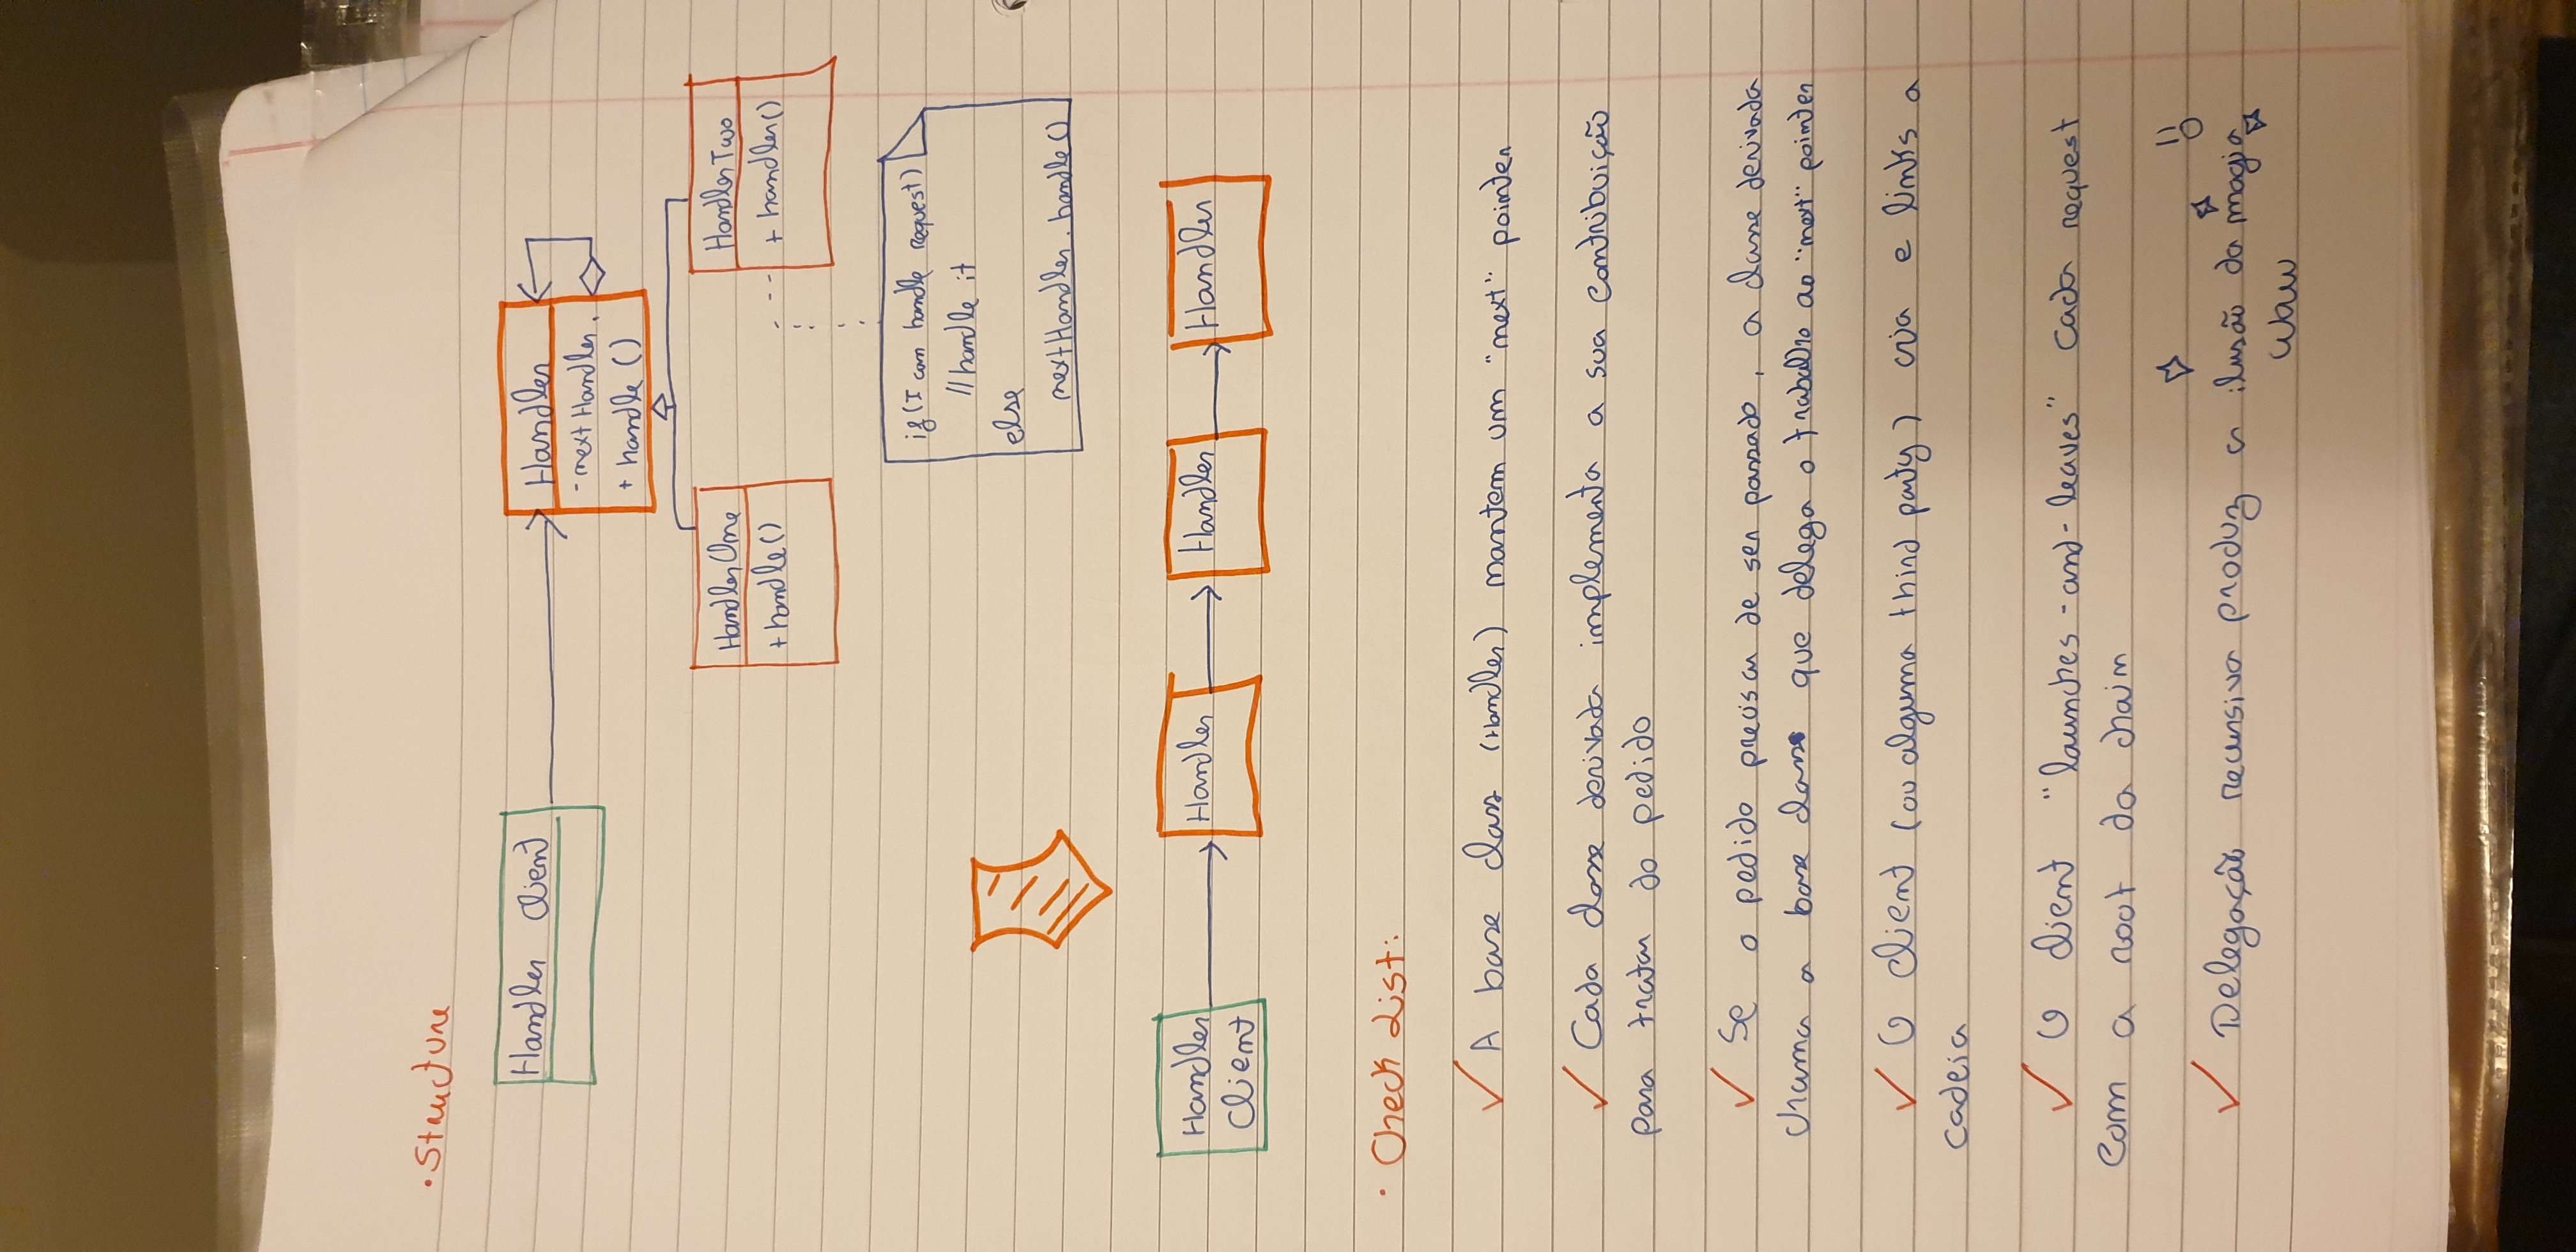 • Structure
Handler Client
Handler
- nextHandler.
+ handle ()
HandlerOne
+ handle()
HandlerTwo
+ handler()
if (I can handle request)
// handle it
else
nextHandler. handle()
Handler
Client
Handler
Handler
Handler
• Check List:
✓ A base class (Handler) mantem um "next" pointer
✓ Cada classe derivada implementa a sua contribuição
para tratar do pedido
✓ Se o pedido precisar de ser passado, a classe derivada
chama a base class que delega o trabalho ao "next" pointer
✓ O client (ou alguma third party) cria e links a
cadeia
✓ O client "launches-and-leaves" cada request
com a root da chain
✓ Delegação recursiva produz a ilusão da magia
waw